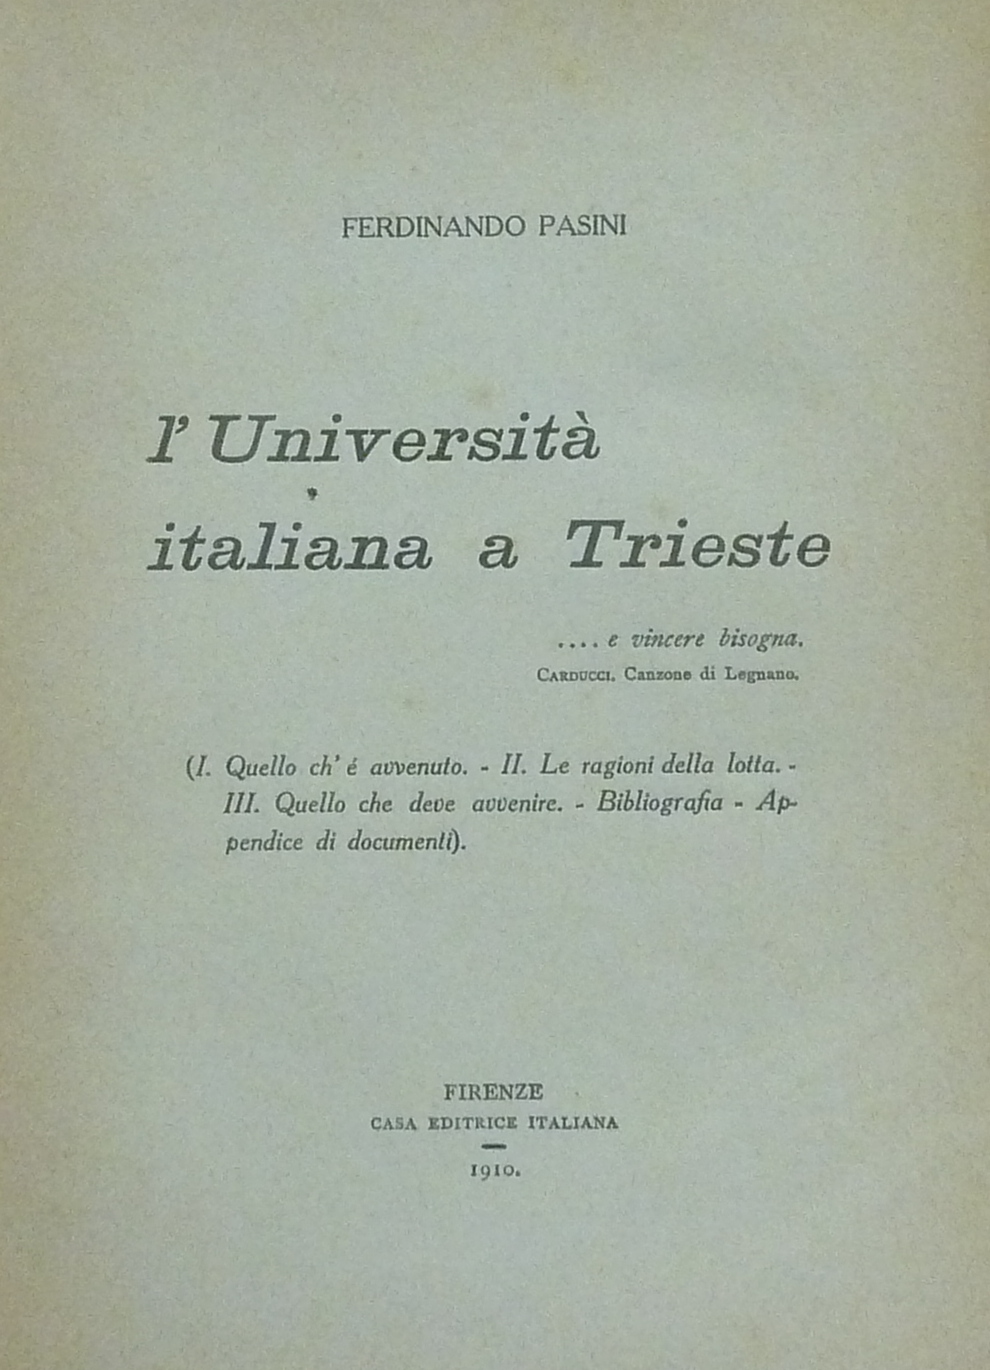 FERDINANDO PASINI
l' Università
italiana a Trieste
.... e vincere bisogna.
CARDUCCI. Canzone di Legnano.
(I. Quello ch' é avvenuto. - II. Le ragioni della lotta. -
III. Quello che deve avvenire. - Bibliografia - Ap-
pendice di documenti).
FIRENZE
CASA EDITRICE ITALIANA
1910.